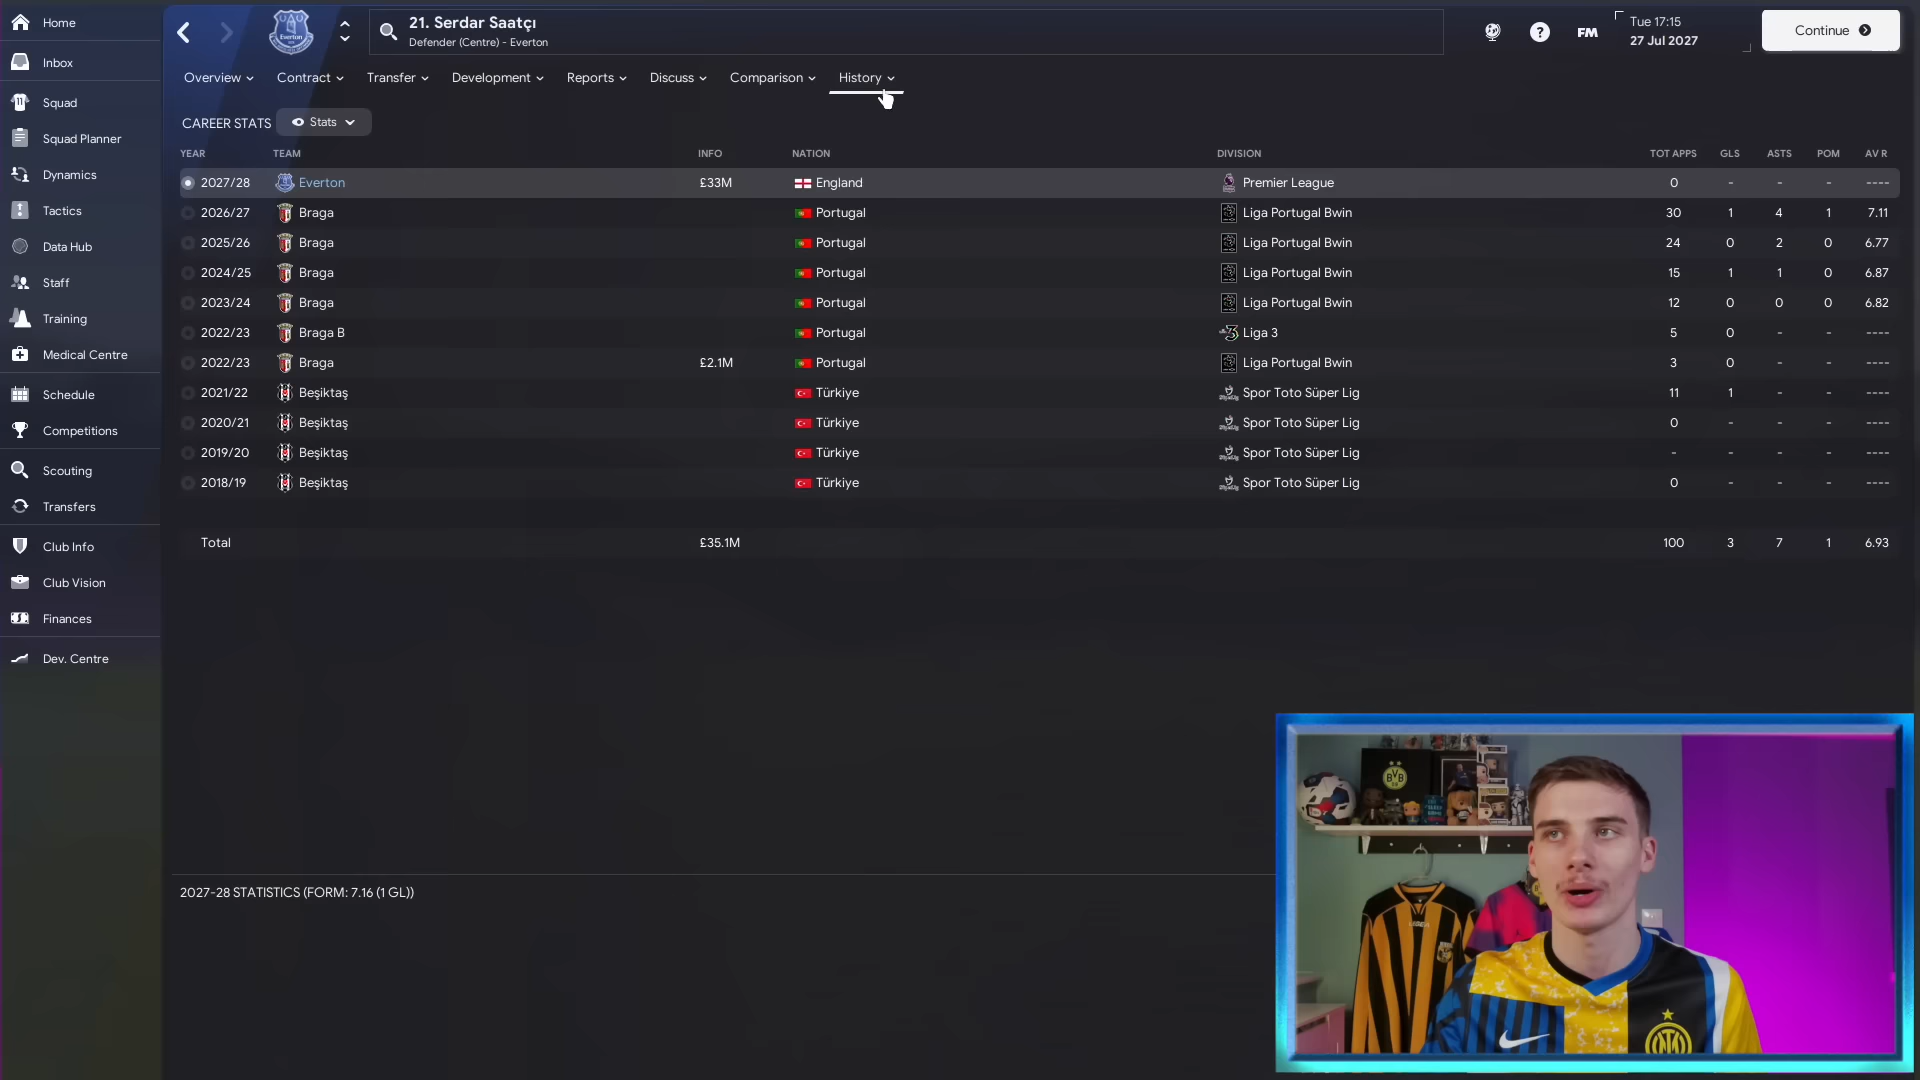 Home
Inbox
Squad
Squad Planner
Dynamics
Tactics
Data Hub
Staff
Training
Medical Centre
Schedule
Competitions
Scouting
Transfers
Club Info
Club Vision
Finances
Dev. Centre
21. Serdar Saatçı
Defender (Centre) - Everton
FM
Tue 17:15
27 Jul 2027
Continue
Overview Contract Transfer Development Reports Discuss Comparison History
CAREER STATS Stats
YEAR TEAM INFO NATION DIVISION TOT APPS GLS ASTS POM AV R
2027/28 Everton £33M England Premier League 0 - - - ----
2026/27 Braga Portugal Liga Portugal Bwin 30 1 4 1 7.11
2025/26 Braga Portugal Liga Portugal Bwin 24 0 2 0 6.77
2024/25 Braga Portugal Liga Portugal Bwin 15 1 1 0 6.87
2023/24 Braga Portugal Liga Portugal Bwin 12 0 0 0 6.82
2022/23 Braga B Portugal Liga 3 5 0 - - ----
2022/23 Braga £2.1M Portugal Liga Portugal Bwin 3 0 - - ----
2021/22 Beşiktaş Türkiye Spor Toto Süper Lig 11 1 - - ----
2020/21 Beşiktaş Türkiye Spor Toto Süper Lig 0 - - - ----
2019/20 Beşiktaş Türkiye Spor Toto Süper Lig - - - - ----
2018/19 Beşiktaş Türkiye Spor Toto Süper Lig 0 - - - ----
Total £35.1M 100 3 7 1 6.93
2027-28 STATISTICS (FORM: 7.16 (1 GL))
BVB